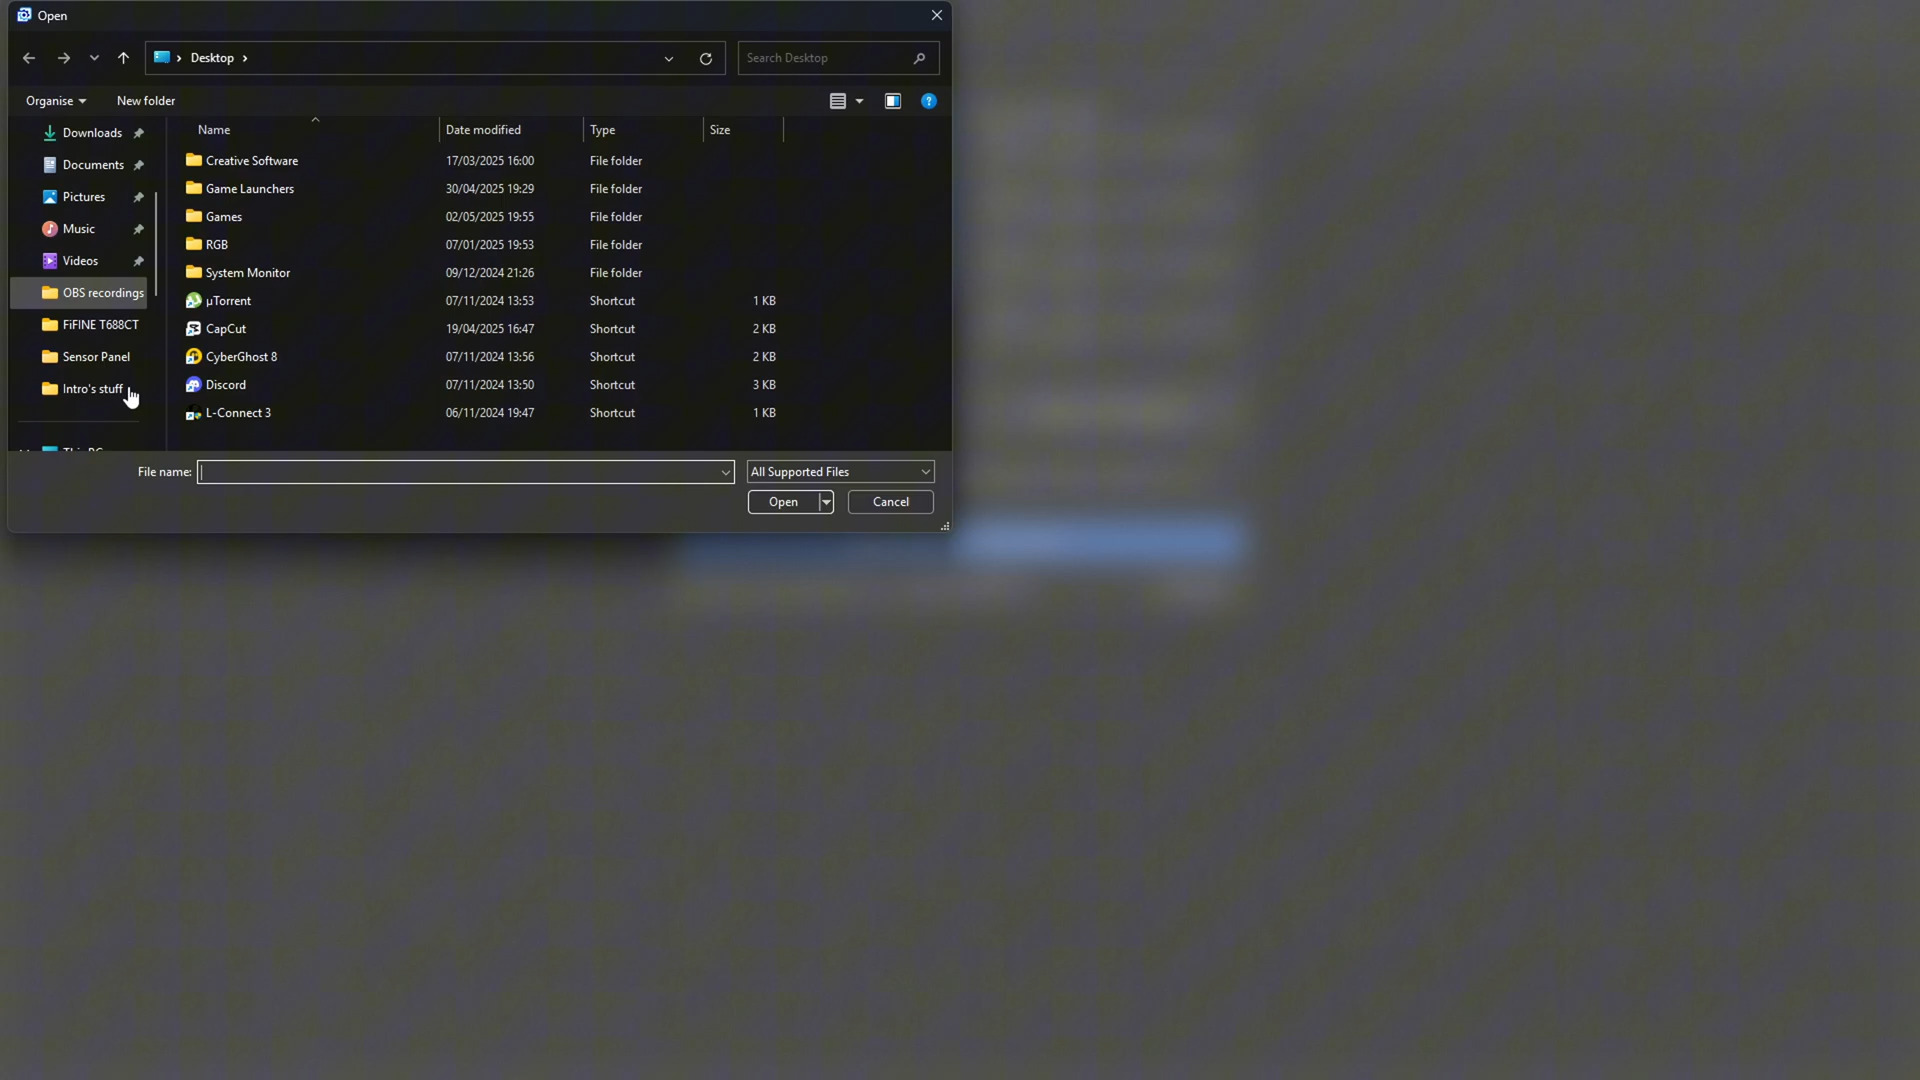 Open
Desktop
Search Desktop
Organise
New folder
Name
Date modified
Type
Size
Downloads
Documents
Pictures
Music
Videos
OBS recordings
FiFINE T688CT
Sensor Panel
Intro's stuff
Creative Software 17/03/2025 16:00 File folder
Game Launchers 30/04/2025 19:29 File folder
Games 02/05/2025 19:55 File folder
RGB 07/01/2025 19:53 File folder
System Monitor 09/12/2024 21:26 File folder
µTorrent 07/11/2024 13:53 Shortcut 1 KB
CapCut 19/04/2025 16:47 Shortcut 2 KB
CyberGhost 8 07/11/2024 13:56 Shortcut 2 KB
Discord 07/11/2024 13:50 Shortcut 3 KB
L-Connect 3 06/11/2024 19:47 Shortcut 1 KB
File name:
All Supported Files
Open
Cancel